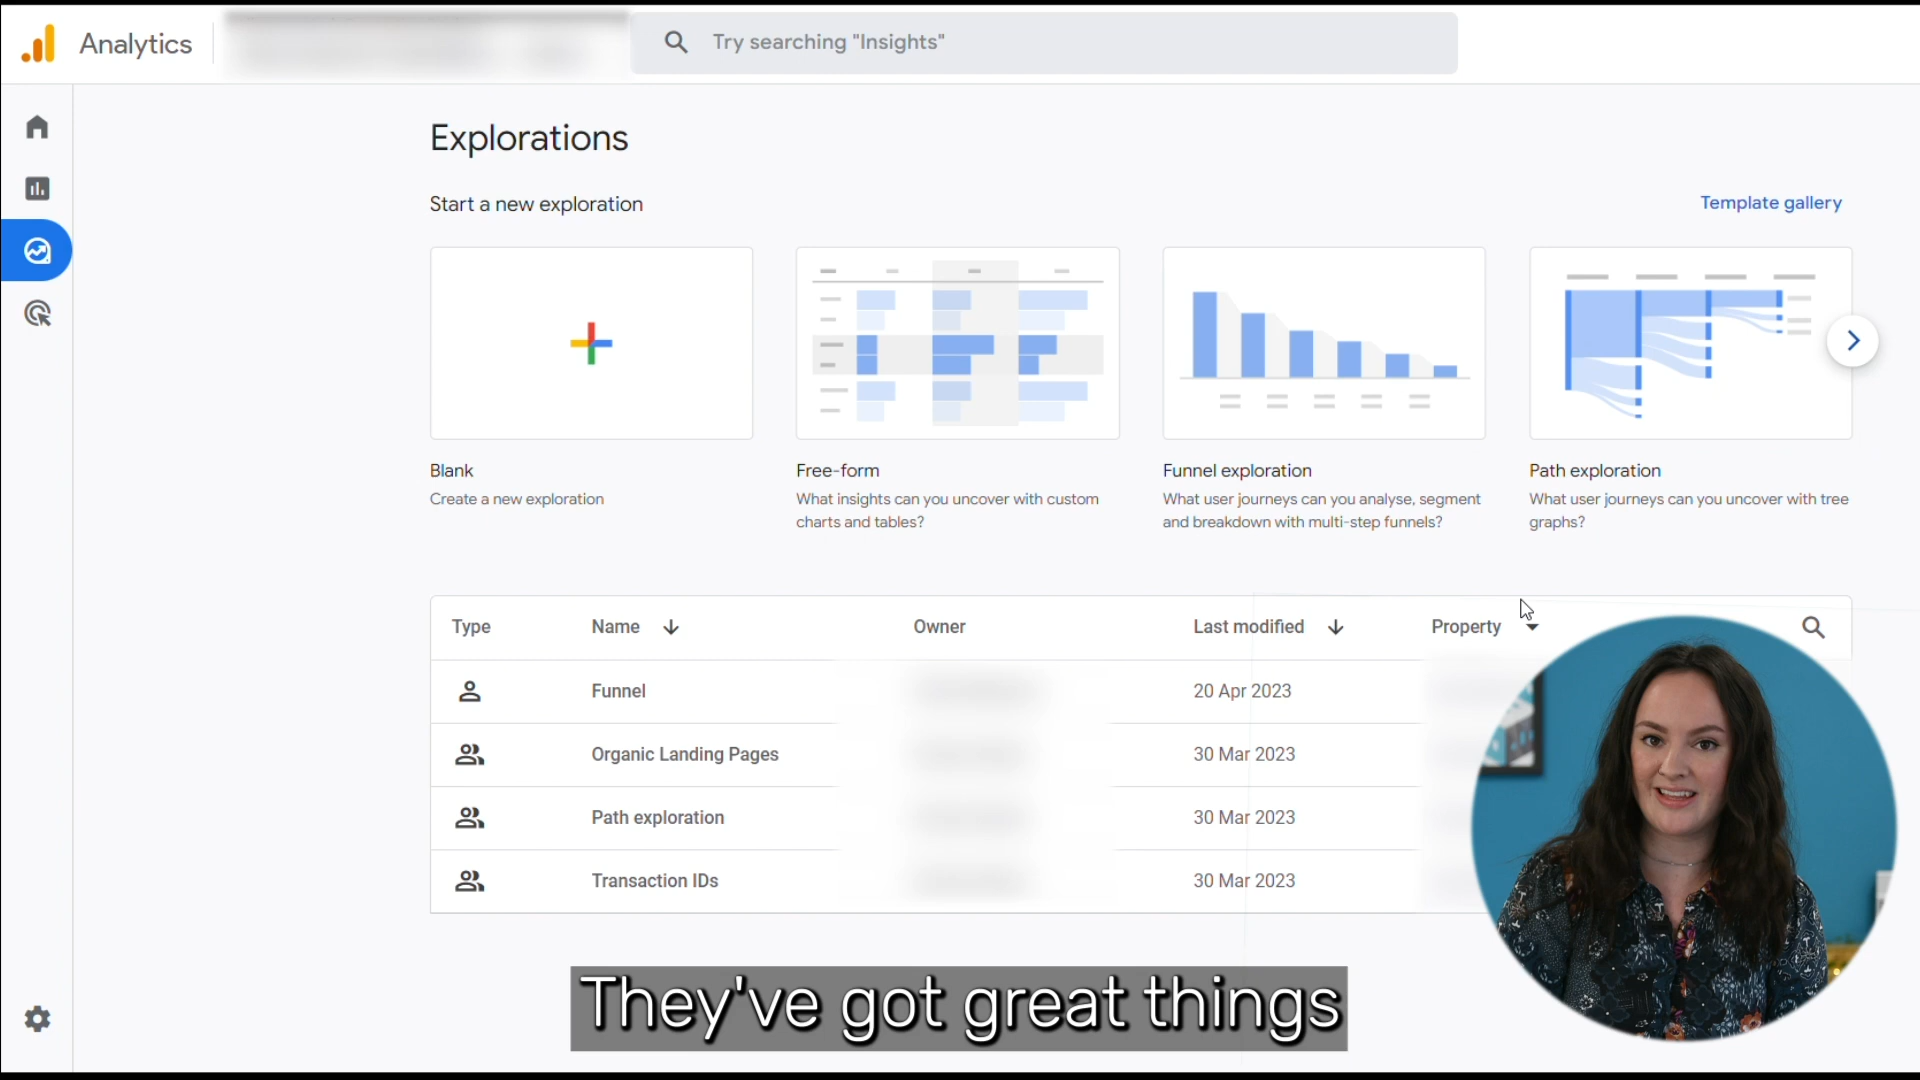 Analytics
Try searching "Insights"
Explorations
Start a new exploration
Template gallery
Blank
Create a new exploration
Free-form
What insights can you uncover with custom
charts and tables?
Funnel exploration
What user journeys can you analyse, segment
and breakdown with multi-step funnels?
Path exploration
What user journeys can you uncover with tree
graphs?
Type Name Owner Last modified Property
Funnel 20 Apr 2023
Organic Landing Pages 30 Mar 2023
Path exploration 30 Mar 2023
Transaction IDs 30 Mar 2023
They've got great things